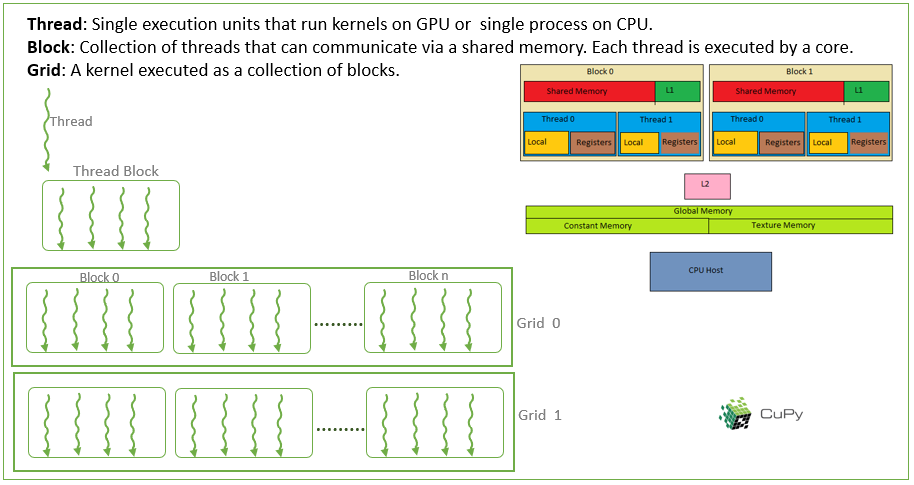 Thread: Single execution units that run kernels on GPU or  single process on CPU.
Block: Collection of threads that can communicate via a shared memory. Each thread is executed by a core.
Grid: A kernel executed as a collection of blocks.
Thread
Thread Block
Block 0
Block 1
Block n
Grid  0
Grid  1
Block 0
Shared Memory
L1
Thread 0
Local
Registers
Thread 1
Local
Registers
Block 1
Shared Memory
L1
Thread 0
Local
Registers
Thread 1
Local
Registers
L2
Global Memory
Constant Memory
Texture Memory
CPU Host
CuPy